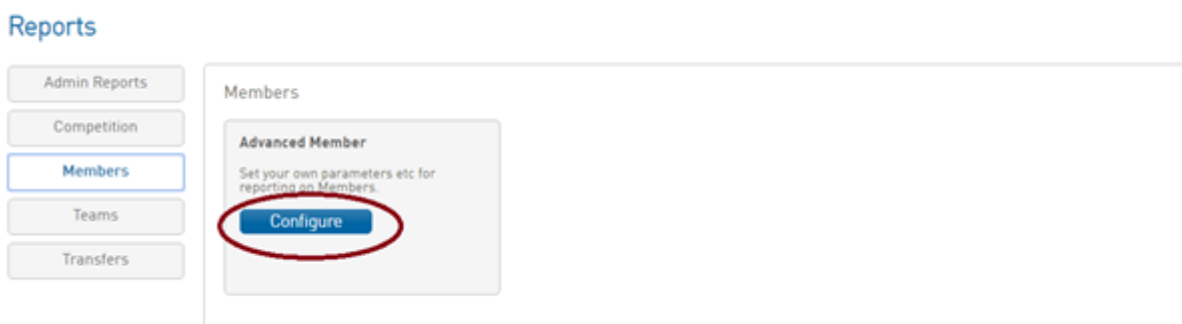 Reports
Admin Reports
Competition
Members
Teams
Transfers
Members
Advanced Member
Set your own parameters etc for
reporting on Members.
Configure